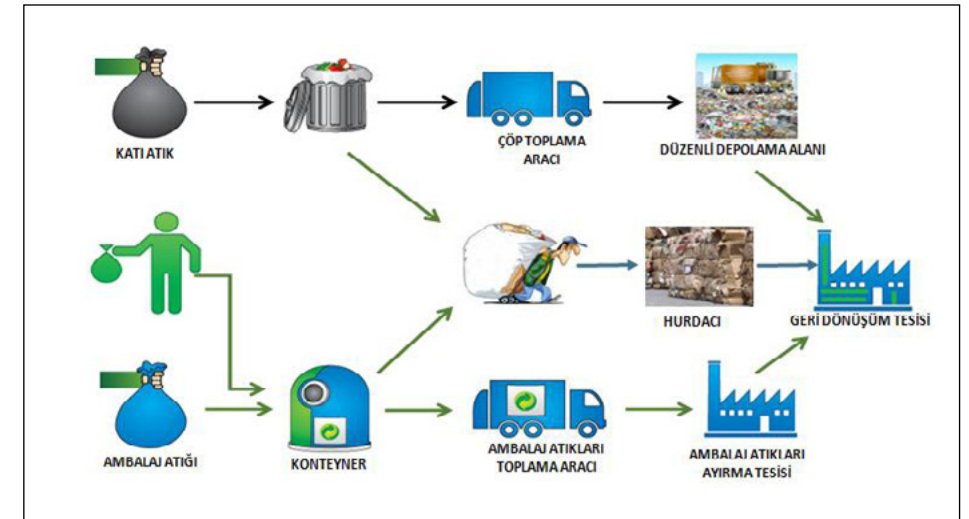 KATI ATIK
ÇÖP TOPLAMA
ARACI
DÜZENLİ DEPOLAMA ALANI
HURDACI
GERİ DÖNÜŞÜM TESİSİ
AMBALAJ ATIĞI
KONTEYNER
AMBALAJ ATIKLARI
TOPLAMA ARACI
AMBALAJ ATIKLARI
AYIRMA TESİSİ